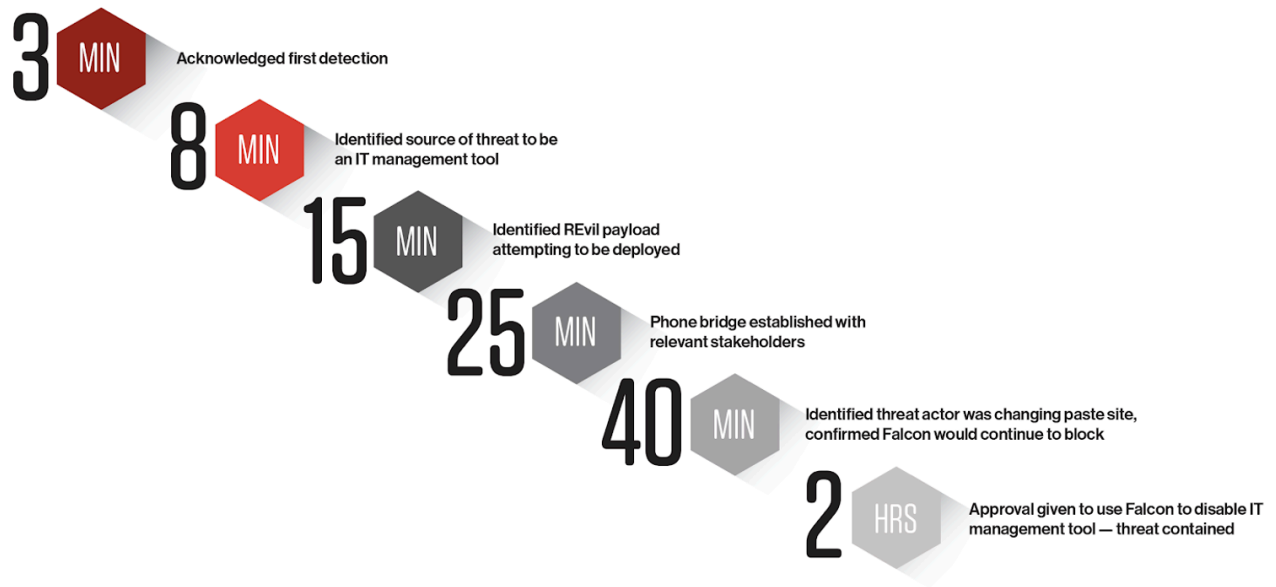 3 MIN
Acknowledged first detection
8 MIN
Identified source of threat to be
an IT management tool
15 MIN
Identified REvil payload
attempting to be deployed
25 MIN
Phone bridge established with
relevant stakeholders
40 MIN
Identified threat actor was changing paste site,
confirmed Falcon would continue to block
2 HRS
Approval given to use Falcon to disable IT
management tool — threat contained